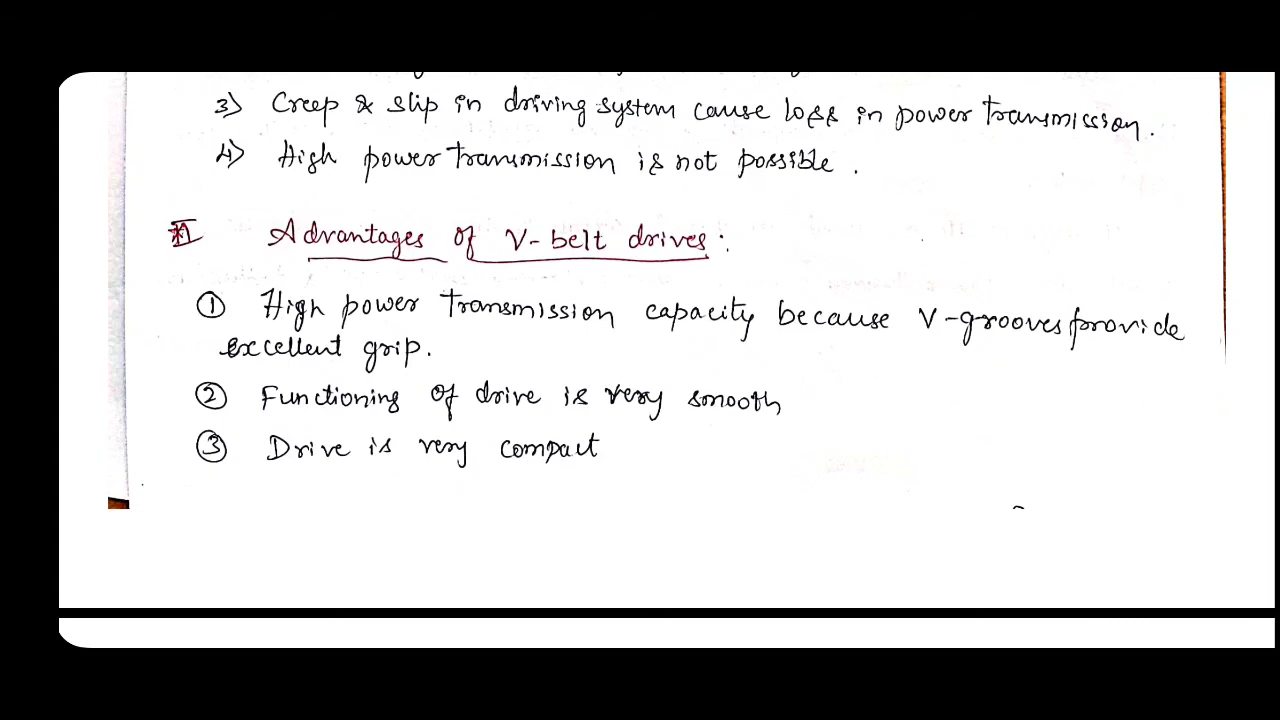 3) Creep & slip in driving system cause loss in power transmission.
4) High power transmission is not possible.
Advantages of V-belt drives:
① High power transmission capacity because V-grooves provide
excellent grip.
② Functioning of drive is very smooth
③ Drive is very compact